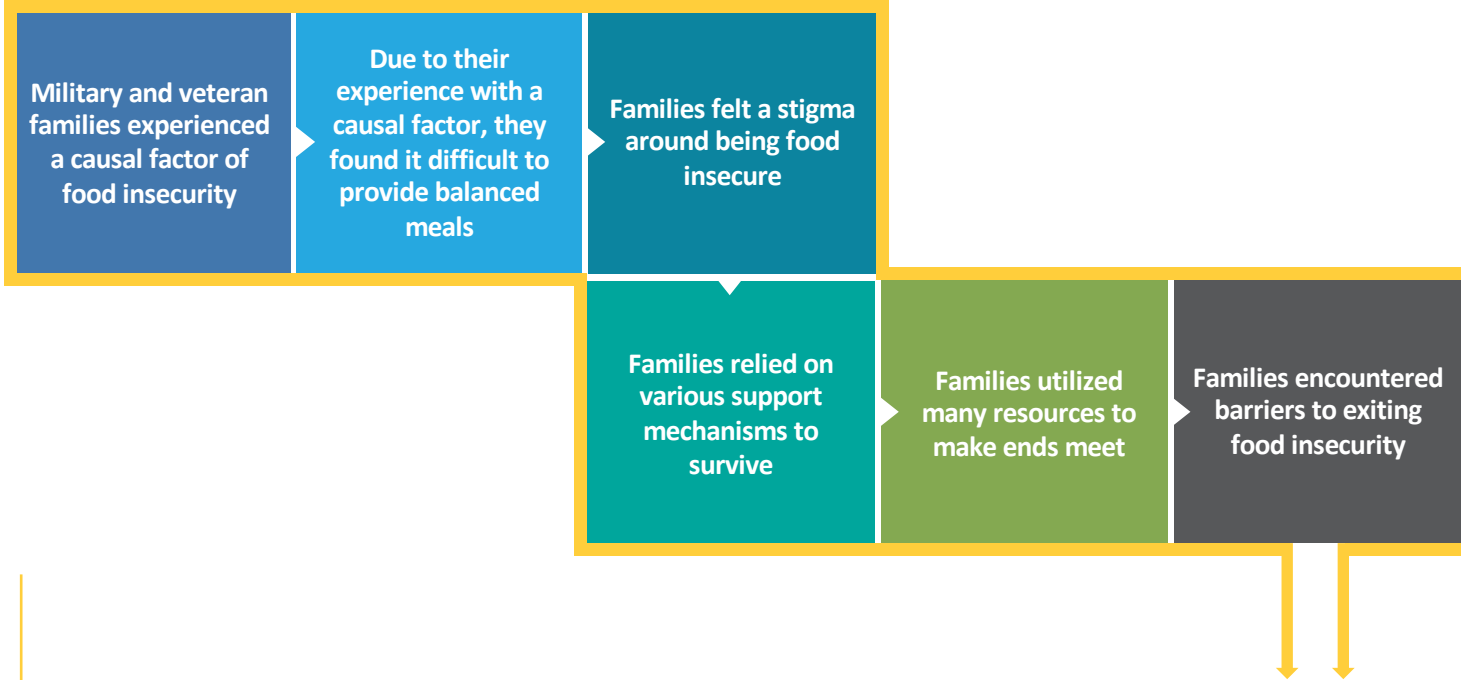 Military and veteran
families experienced
a causal factor of
food insecurity
Due to their
experience with a
causal factor, they
found it difficult to
provide balanced
meals
Families felt a stigma
around being food
insecure
Families relied on
various support
mechanisms to
survive
Families utilized
many resources to
make ends meet
Families encountered
barriers to exiting
food insecurity